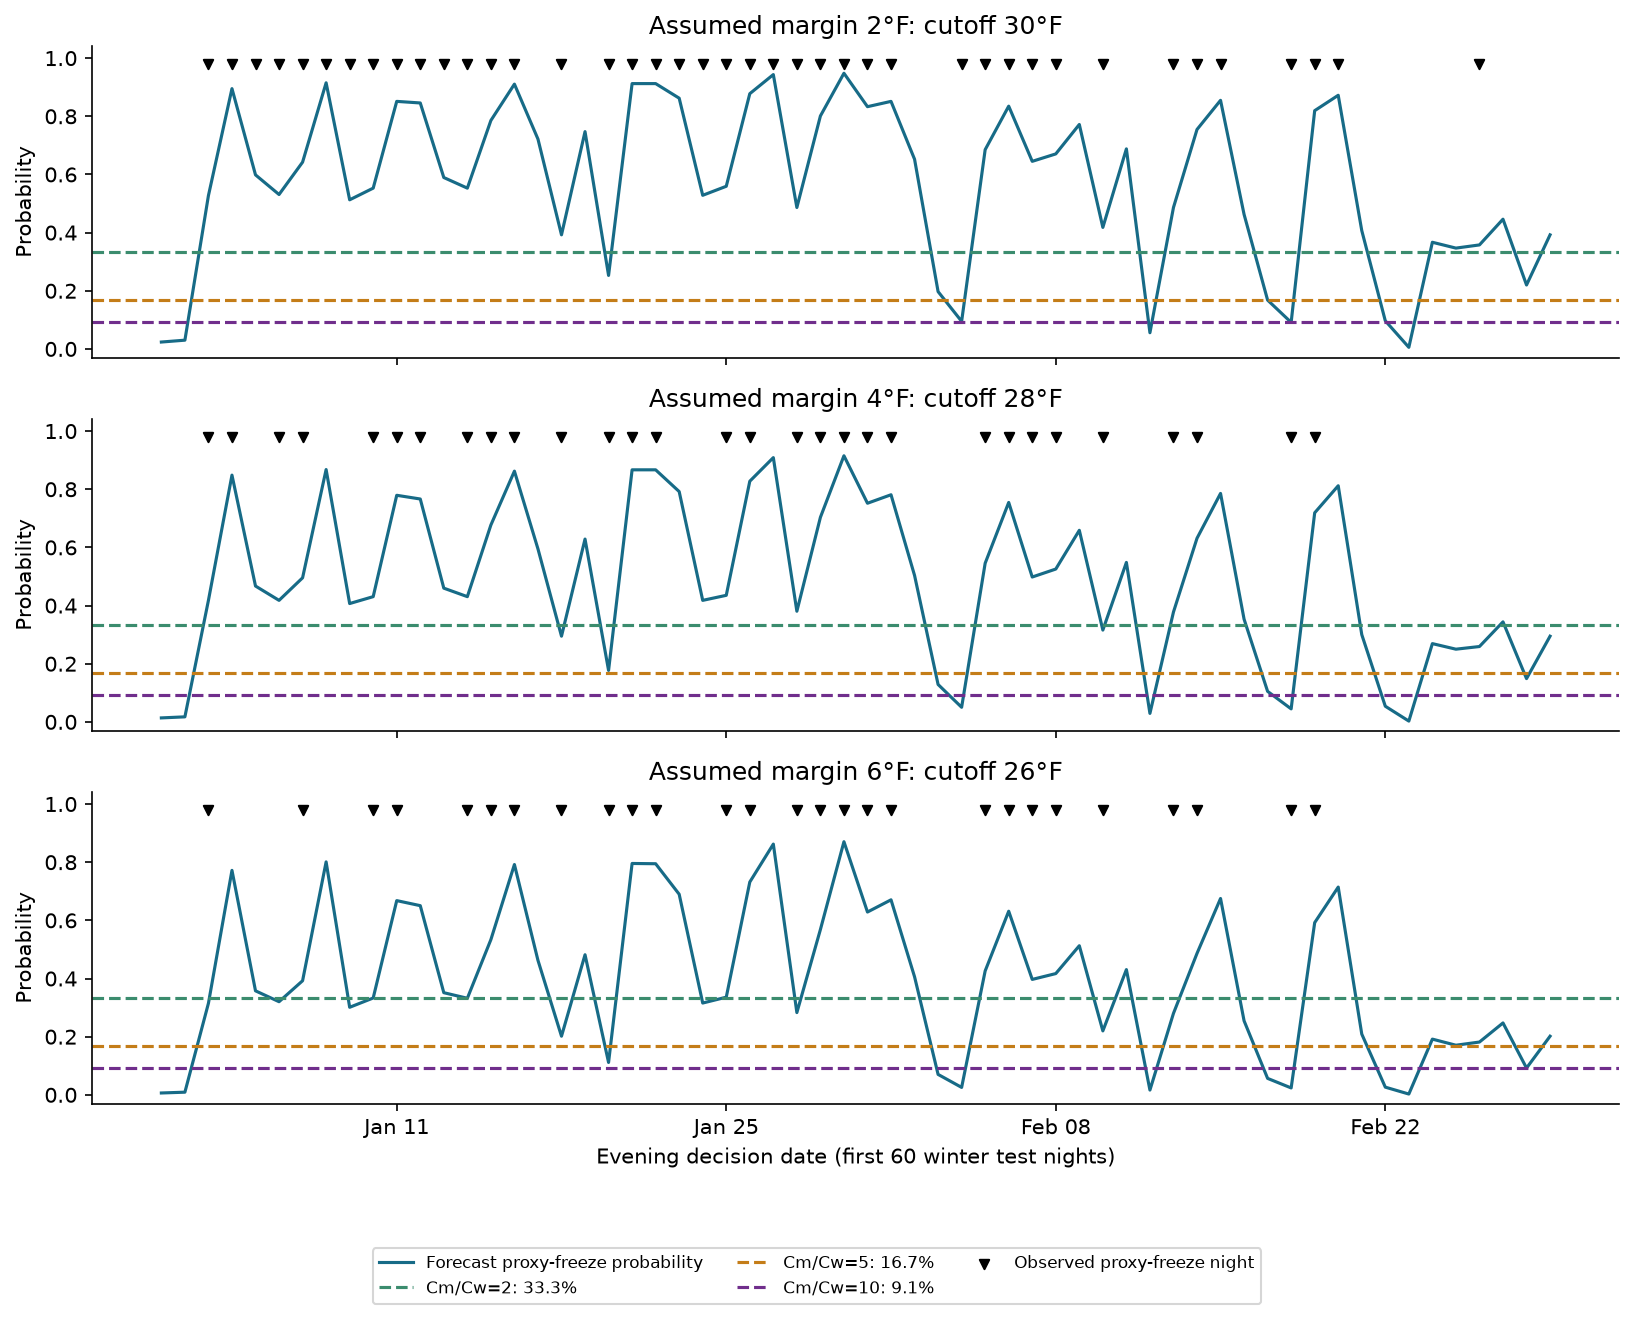 Assumed margin 2°F: cutoff 30°F
Probability
1.0
0.8
0.6
0.4
0.2
0.0
Assumed margin 4°F: cutoff 28°F
Probability
1.0
0.8
0.6
0.4
0.2
0.0
Assumed margin 6°F: cutoff 26°F
Probability
1.0
0.8
0.6
0.4
0.2
0.0
Jan 11 Jan 25 Feb 08 Feb 22
Evening decision date (first 60 winter test nights)
Forecast proxy-freeze probability Cm/Cw=5: 16.7% Observed proxy-freeze night
Cm/Cw=2: 33.3% Cm/Cw=10: 9.1%